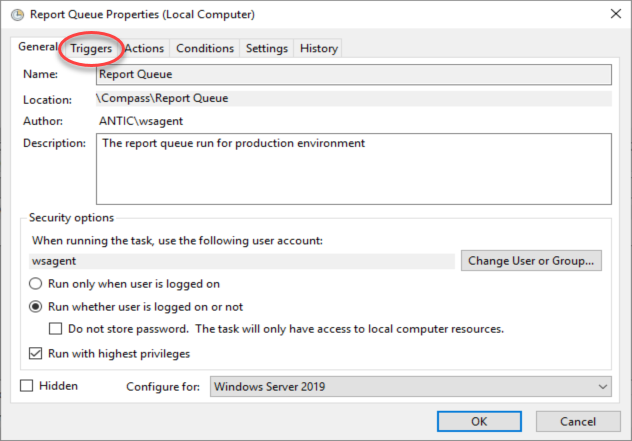 Report Queue Properties (Local Computer)
General Triggers Actions Conditions Settings History
Name: Report Queue
Location: \Compass\Report Queue
Author: ANTIC\wsagent
Description: The report queue run for production environment
Security options
When running the task, use the following user account:
wsagent Change User or Group...
Run only when user is logged on
Run whether user is logged on or not
Do not store password. The task will only have access to local computer resources.
Run with highest privileges
Hidden Configure for: Windows Server 2019
OK Cancel